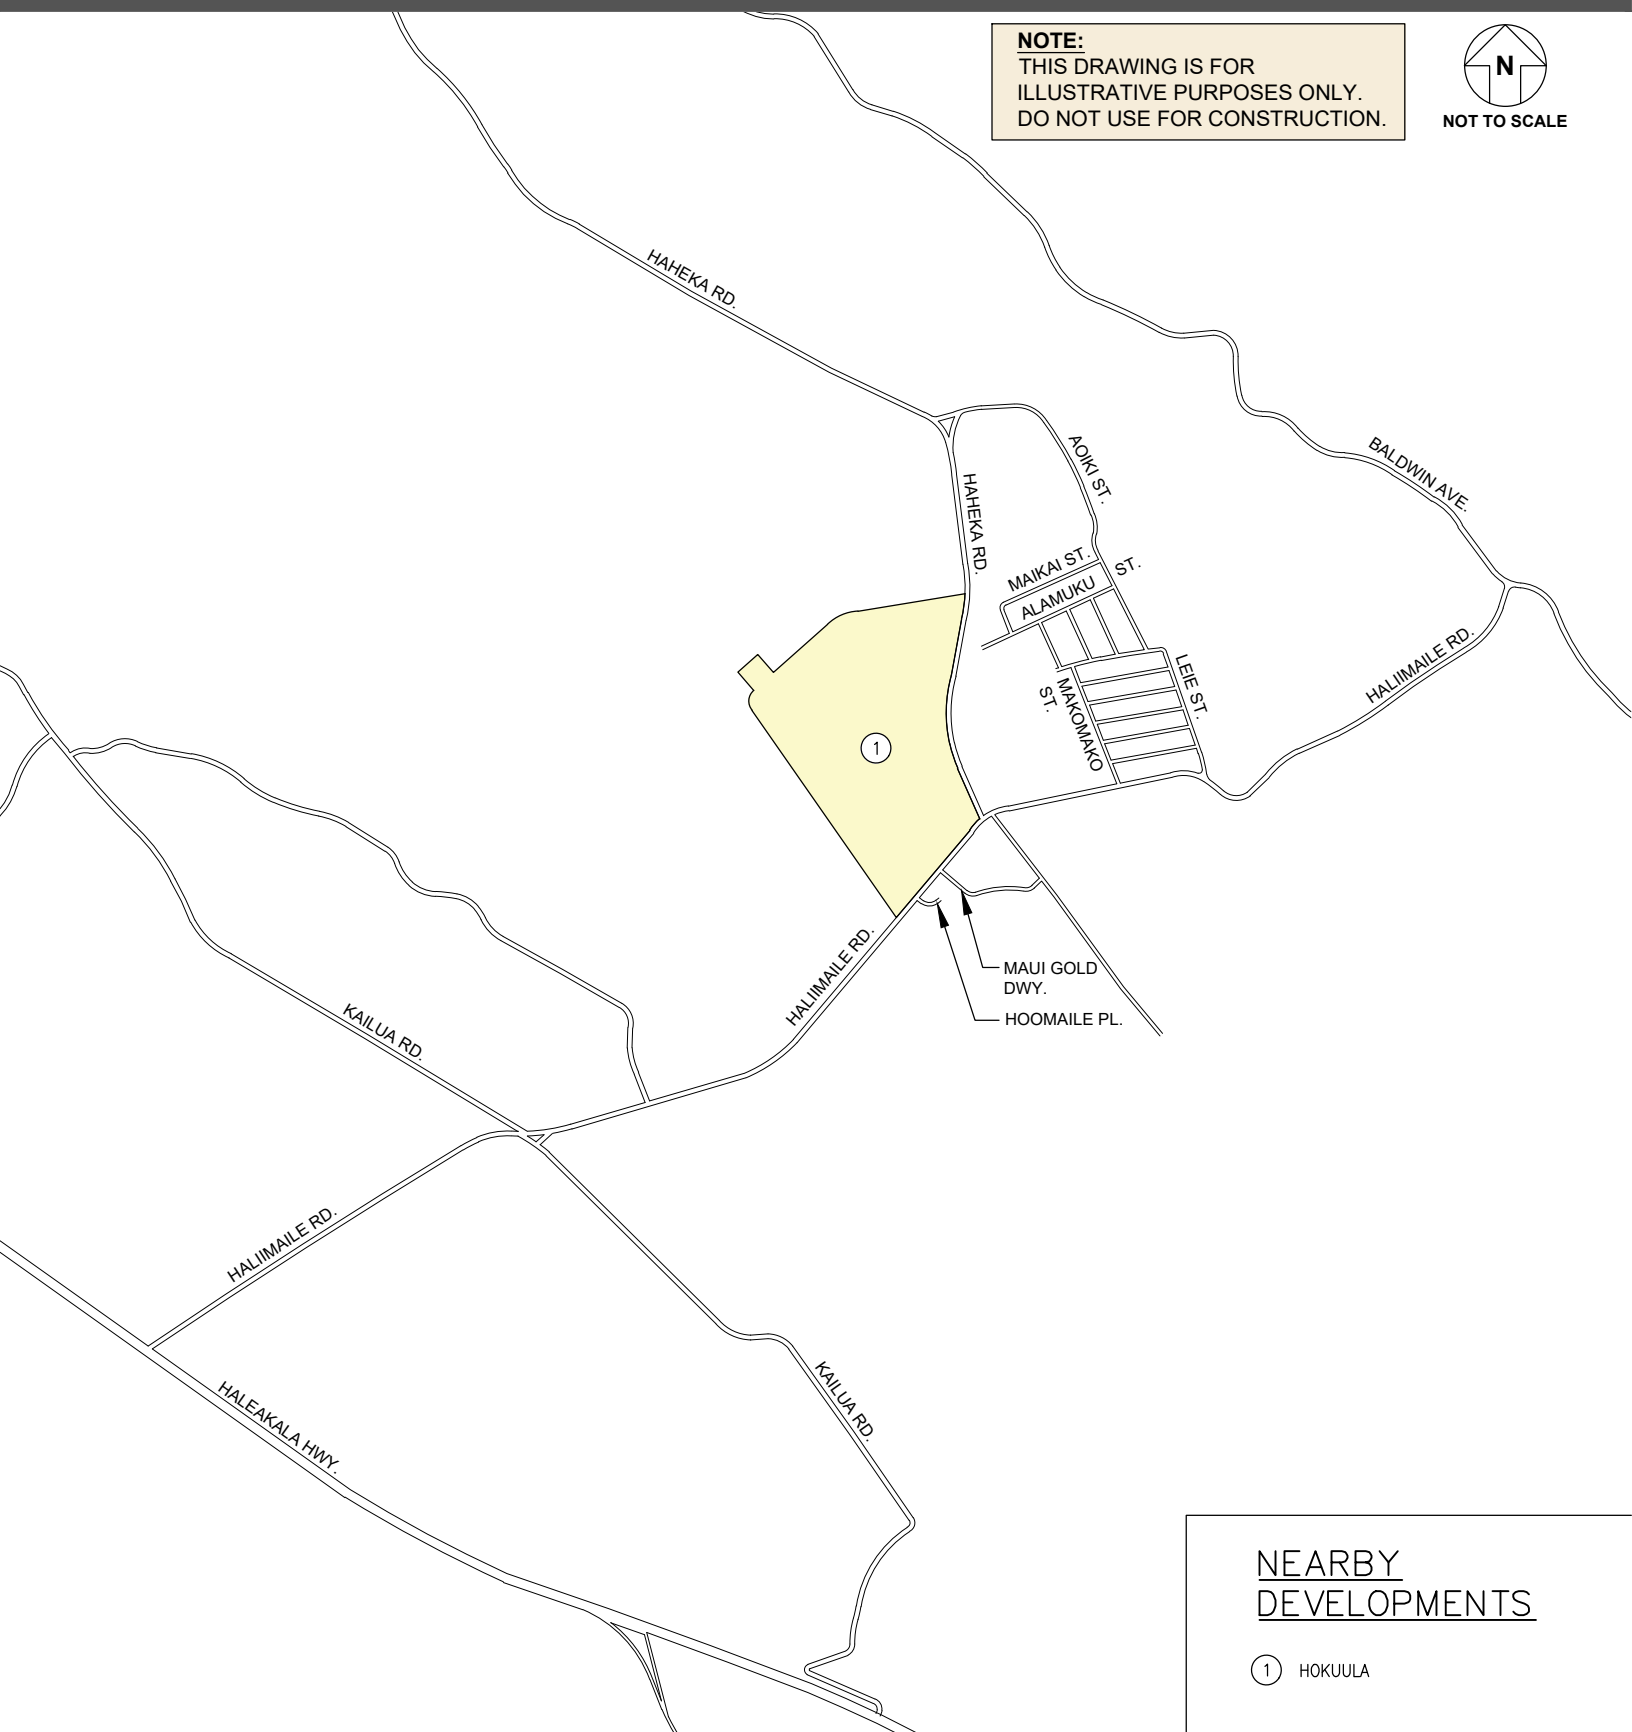 NOTE:
THIS DRAWING IS FOR
ILLUSTRATIVE PURPOSES ONLY.
DO NOT USE FOR CONSTRUCTION.
N
NOT TO SCALE
HAHEKA RD.
AOIKI ST.
BALDWIN AVE.
HAHEKA RD.
MAIKAI ST.
ALAMUKU ST.
HALIIMAILE RD.
LEIE ST.
MAKOMAKO
ST.
1
HALIIMAILE RD.
MAUI GOLD
DWY.
HOOMAILE PL.
KAILUA RD.
HALIIMAILE RD.
KAILUA RD.
HALEAKALA HWY.
NEARBY
DEVELOPMENTS
1 HOKUULA